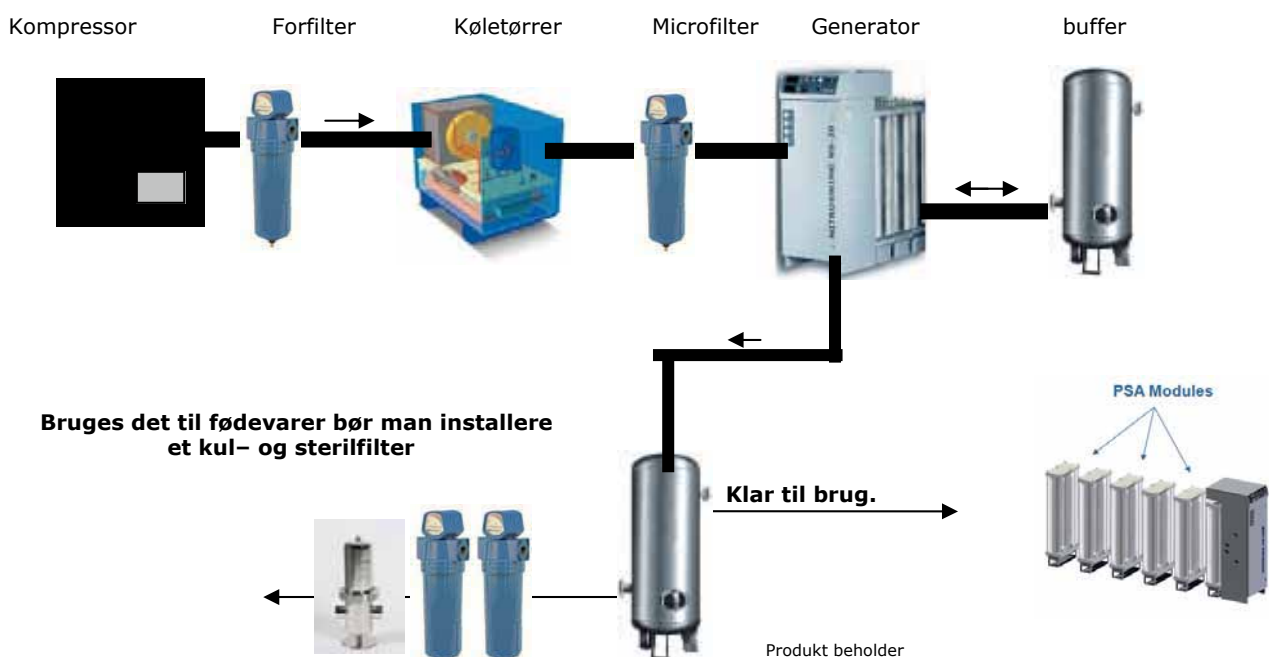 Kompressor Forfilter Køletørrer Microfilter Generator buffer
Bruges det til fødevarer bør man installere
et kul– og sterilfilter
PSA Modules
Klar til brug.
Produkt beholder